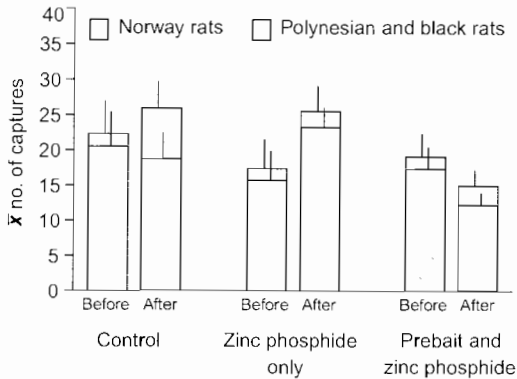 Norway rats
Polynesian and black rats
x̄ no. of captures
40
35
30
25
20
15
10
5
0
Before After Before After Before After
Control
Zinc phosphide
only
Prebait and
zinc phosphide